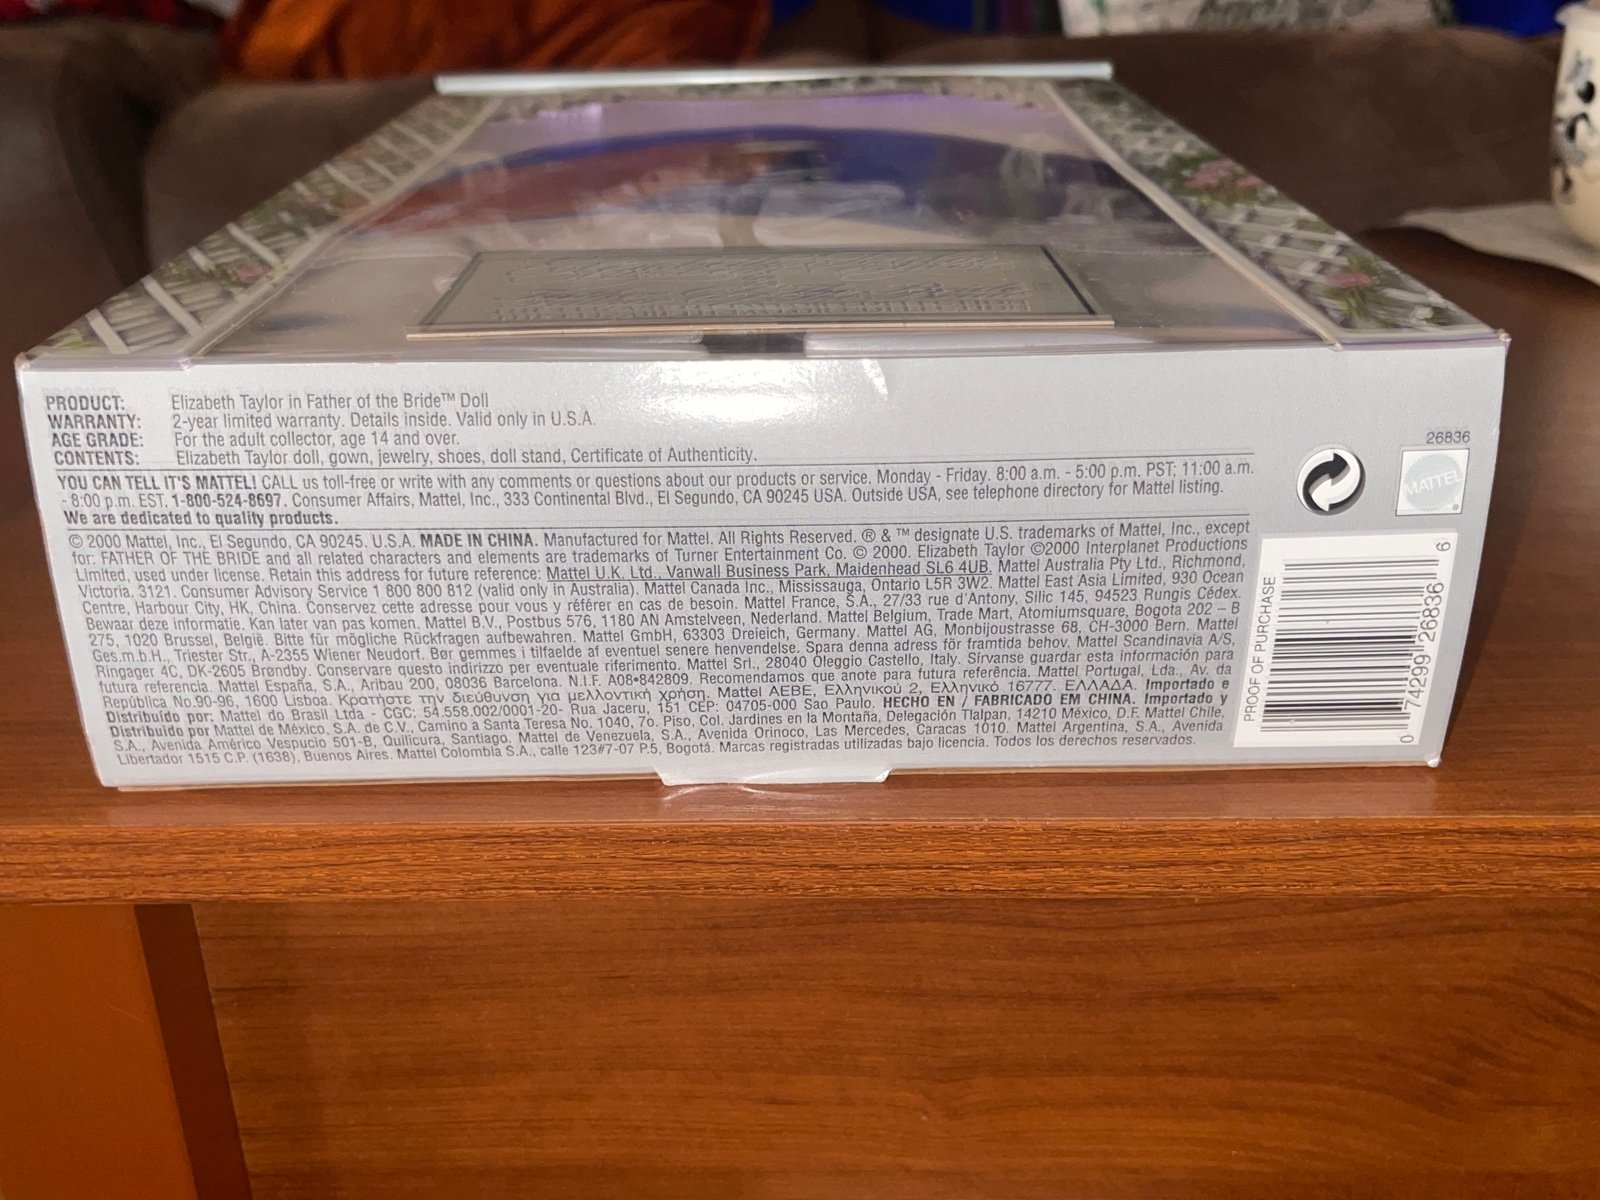 PRODUCT: Elizabeth Taylor in Father of the Bride™ Doll
WARRANTY: 2-year limited warranty. Details inside. Valid only in U.S.A.
AGE GRADE: For the adult collector, age 14 and over.
CONTENTS: Elizabeth Taylor doll, gown, jewelry, shoes, doll stand, Certificate of Authenticity.
YOU CAN TELL IT'S MATTEL! CALL us toll-free or write with any comments or questions about our products or service. Monday - Friday. 8:00 a.m. - 5:00 p.m. PST; 11:00 a.m.
- 8:00 p.m. EST. 1-800-524-8697. Consumer Affairs, Mattel, Inc., 333 Continental Blvd., El Segundo, CA 90245 USA. Outside USA, see telephone directory for Mattel listing.
We are dedicated to quality products.
© 2000 Mattel, Inc., El Segundo, CA 90245. U.S.A. MADE IN CHINA. Manufactured for Mattel. All Rights Reserved. ® & ™ designate U.S. trademarks of Mattel, Inc., except
for: FATHER OF THE BRIDE and all related characters and elements are trademarks of Turner Entertainment Co. © 2000. Elizabeth Taylor ©2000 Interplanet Productions
Limited, used under license. Retain this address for future reference: Mattel U.K. Ltd., Vanwall Business Park, Maidenhead SL6 4UB. Mattel Australia Pty Ltd., Richmond,
Victoria, 3121. Consumer Advisory Service 1 800 800 812 (valid only in Australia). Mattel Canada Inc., Mississauga, Ontario L5R 3W2. Mattel East Asia Limited, 930 Ocean
Centre, Harbour City, HK, China. Conservez cette adresse pour vous y référer en cas de besoin. Mattel France, S.A., 27/33 rue d'Antony, Silic 145, 94523 Rungis Cédex.
Bewaar deze informatie. Kan later van pas komen. Mattel B.V., Postbus 576, 1180 AN Amstelveen, Nederland. Mattel Belgium, Trade Mart, Atomiumsquare, Bogota 202 – B
275, 1020 Brussel, België. Bitte für mögliche Rückfragen aufbewahren. Mattel GmbH, 63303 Dreieich, Germany. Mattel AG, Monbijoustrasse 68, CH-3000 Bern. Mattel
Ges.m.b.H., Triester Str., A-2355 Wiener Neudorf. Bør gemmes i tilfaelde af eventuel senere henvendelse. Spara denna adress för framtida behov. Mattel Scandinavia A/S,
Ringager 4C, DK-2605 Brøndby. Conservare questo indirizzo per eventuale riferimento. Mattel Srl., 28040 Oleggio Castello, Italy. Sírvanse guardar esta información para
futura referencia. Mattel España, S.A., Aribau 200, 08036 Barcelona. N.I.F. A08•842809. Recomendamos que anote para futura referência. Mattel Portugal, Lda., Av. da
República No.90-96, 1600 Lisboa. Κρατήστε την διεύθυνση για μελλοντική χρήση. Mattel AEBE, Ελληνικού 2, Ελληνικό 16777. ΕΛΛΑΔΑ. Importado e
Distribuído por: Mattel do Brasil Ltda - CGC: 54.558.002/0001-20- Rua Jaceru, 151 CEP: 04705-000 Sao Paulo. HECHO EN / FABRICADO EM CHINA. Importado y
Distribuido por Mattel de México, S.A. de C.V., Camino a Santa Teresa No. 1040, 7o. Piso, Col. Jardines en la Montaña, Delegación Tlalpan, 14210 México, D.F. Mattel Chile,
S.A., Avenida Américo Vespucio 501-B, Quilicura, Santiago. Mattel de Venezuela, S.A., Avenida Orinoco, Las Mercedes, Caracas 1010. Mattel Argentina, S.A., Avenida
Libertador 1515 C.P. (1638), Buenos Aires. Mattel Colombia S.A., calle 123#7-07 P.5, Bogotá. Marcas registradas utilizadas bajo licencia. Todos los derechos reservados.
26836
MATTEL
PROOF OF PURCHASE
0 74299 26836 6